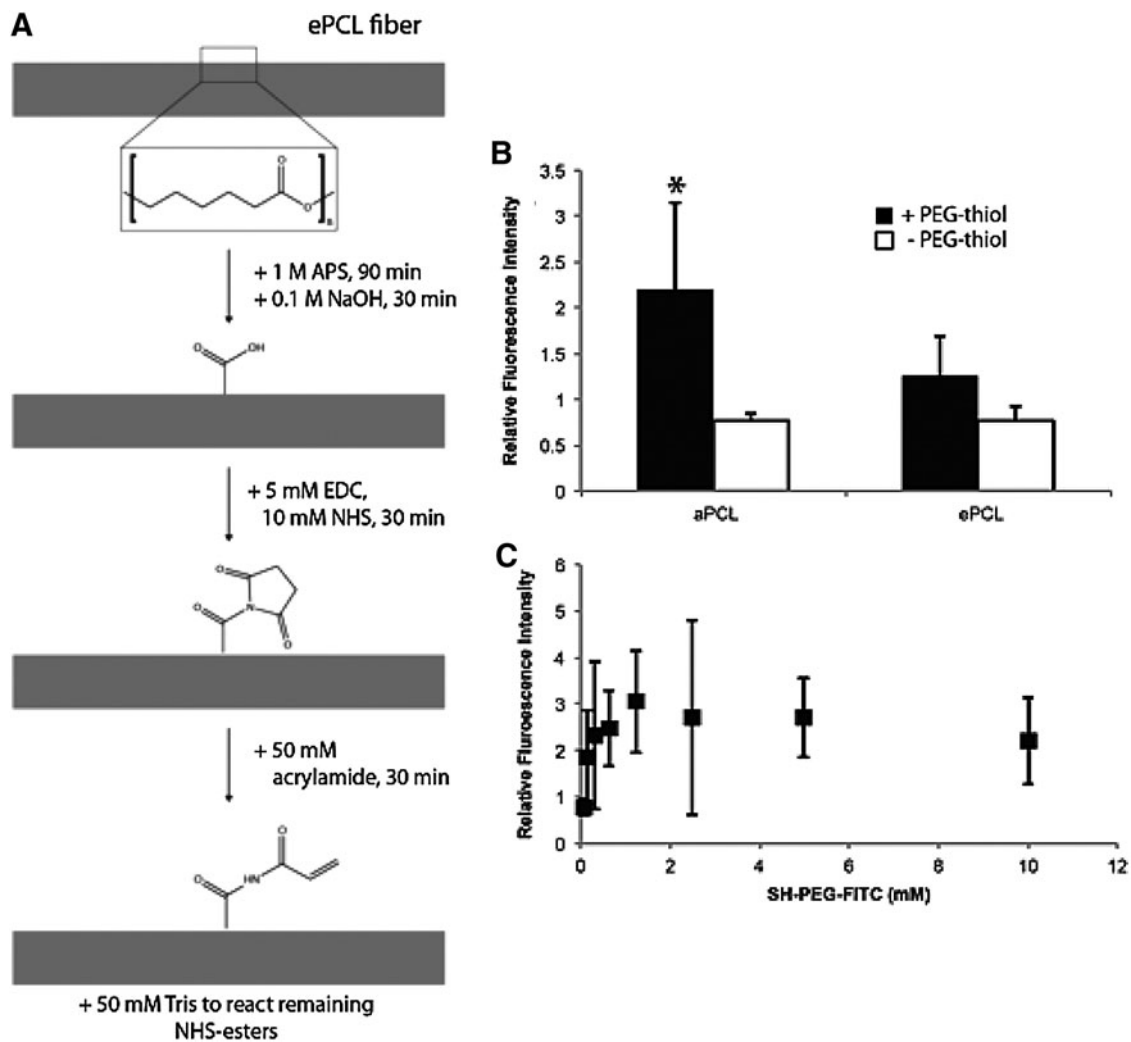 A
ePCL fiber
O
O
n
+ 1 M APS, 90 min
+ 0.1 M NaOH, 30 min
O
OH
+ 5 mM EDC,
10 mM NHS, 30 min
O
O
N
O
+ 50 mM
acrylamide, 30 min
O
O
HN
+ 50 mM Tris to react remaining
NHS-esters
B
3.5
3
2.5
2
1.5
1
0.5
0
Relative Fluorescence Intensity
*
+ PEG-thiol
- PEG-thiol
aPCL
ePCL
C
6
5
4
3
2
1
0
Relative Fluroescence Intensity
0 2 4 6 8 10 12
SH-PEG-FITC (mM)